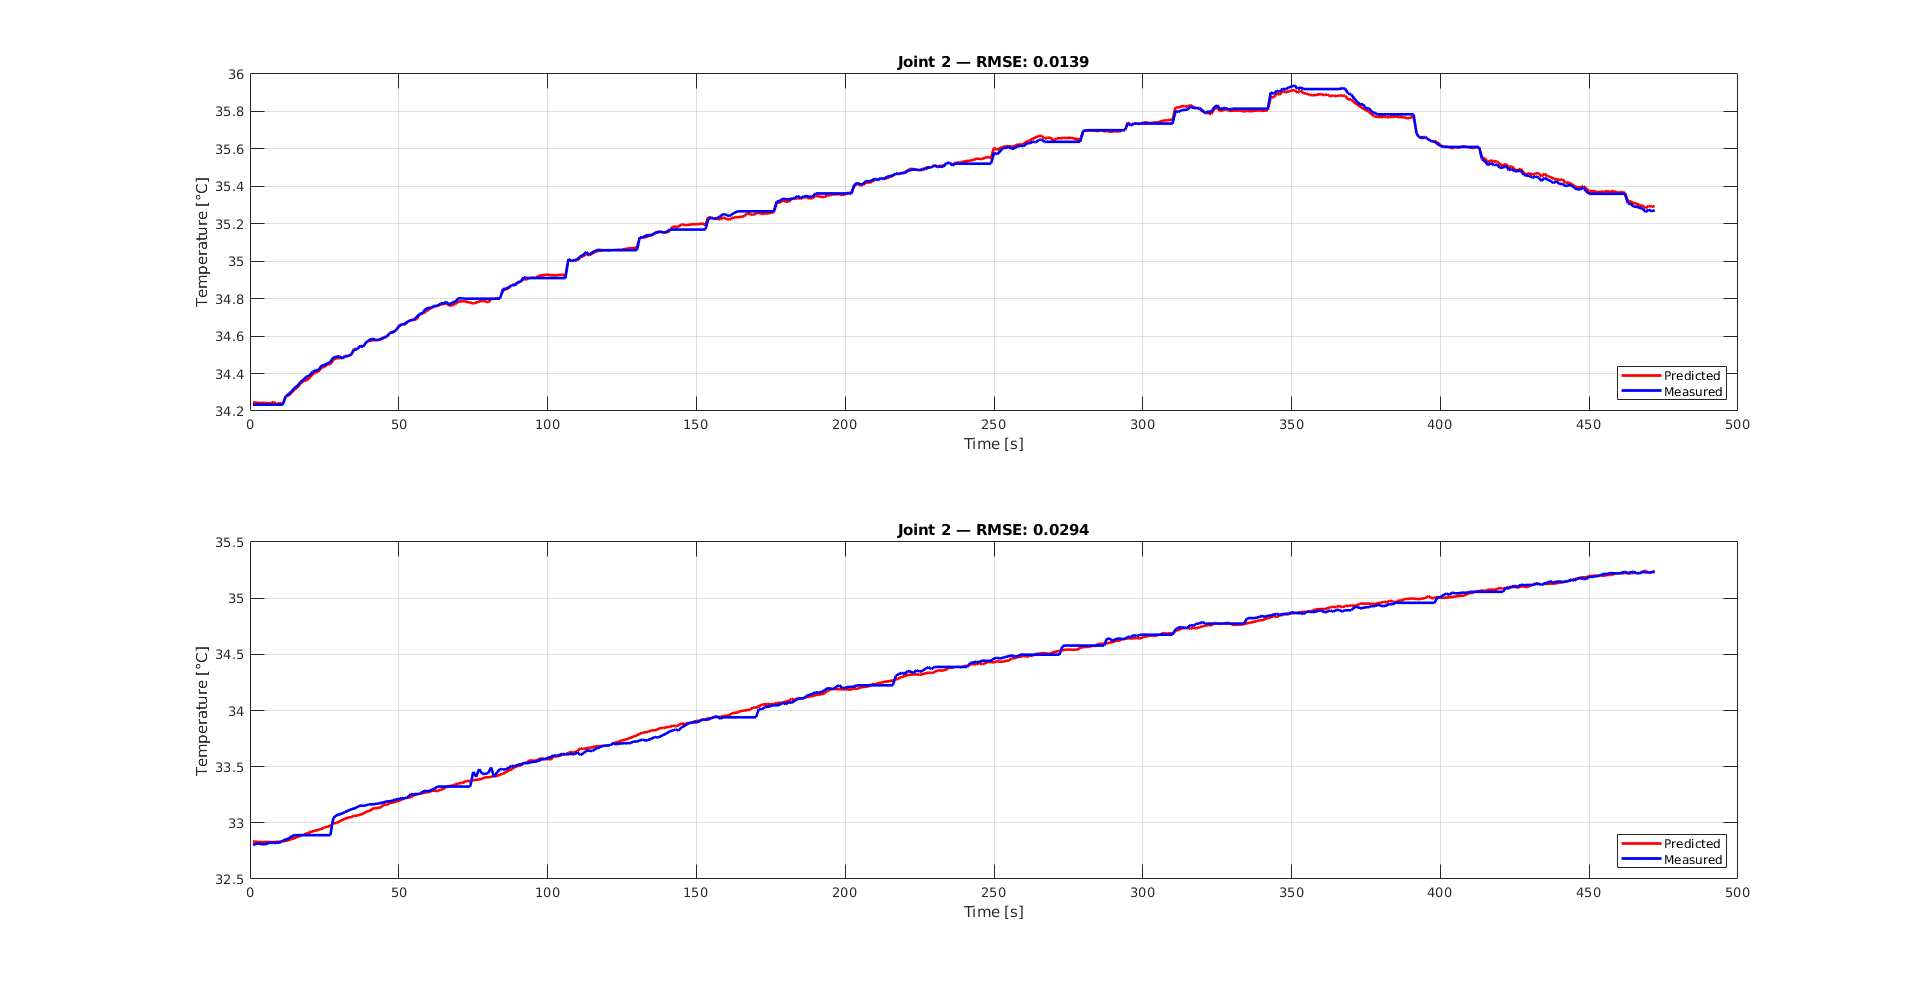 Joint 2 — RMSE: 0.0139
36
35.8
35.6
35.4
35.2
35
34.8
34.6
34.4
34.2
Temperature [°C]
Predicted
Measured
0 50 100 150 200 250 300 350 400 450 500
Time [s]
Joint 2 — RMSE: 0.0294
35.5
35
34.5
34
33.5
33
32.5
Temperature [°C]
Predicted
Measured
0 50 100 150 200 250 300 350 400 450 500
Time [s]